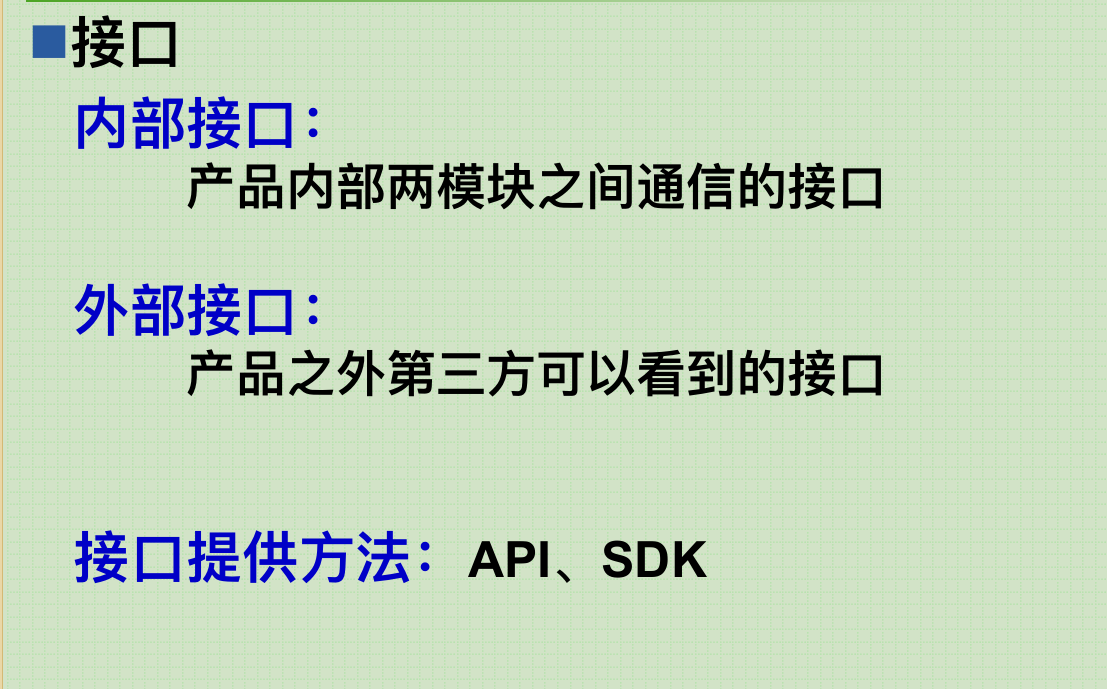 ■接口
内部接口：
产品内部两模块之间通信的接口
外部接口：
产品之外第三方可以看到的接口
接口提供方法：API、SDK